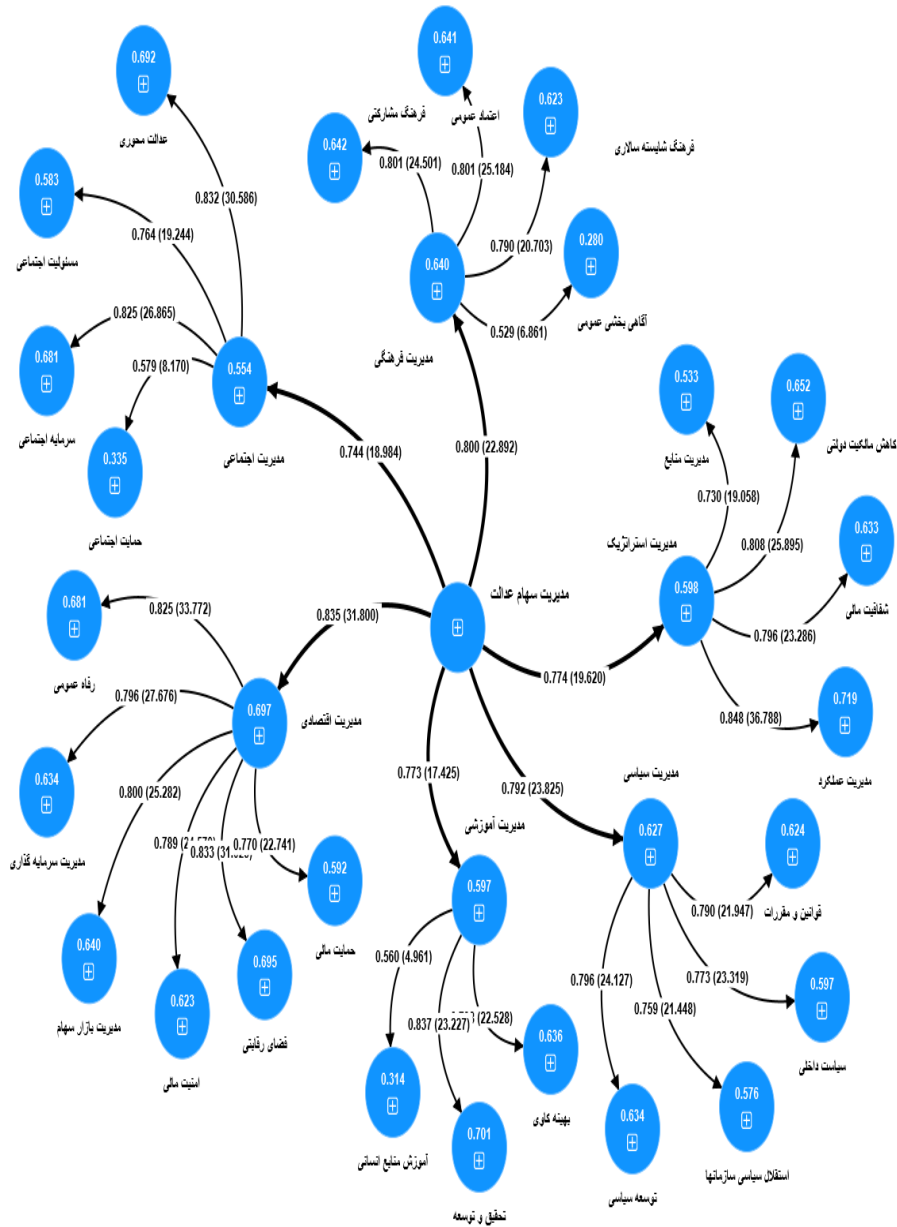 0.641
اعتماد عمومی
0.692
عدالت محوری
0.623
فرهنگ شایسته سالاری
فرهنگ مشارکتی
0.642
0.801 (24.501)
0.801 (25.184)
0.583
مسئولیت اجتماعی
0.832 (30.586)
0.764 (19.244)
0.790 (20.703)
0.280
آگاهی بخشی عمومی
0.640
مدیریت فرهنگی
0.529 (6.861)
0.825 (26.865)
0.681
سرمایه اجتماعی
0.579 (8.170)
0.554
مدیریت اجتماعی
0.335
حمایت اجتماعی
0.744 (18.984)
0.800 (22.892)
0.533
مدیریت منابع
0.652
کاهش مالکیت دولتی
0.730 (19.058)
0.808 (25.895)
0.633
شفافیت مالی
مدیریت استراتژیک
0.598
0.796 (23.286)
0.848 (36.788)
0.719
مدیریت عملکرد
مدیریت سهام عدالت
0.774 (19.620)
0.835 (31.800)
0.825 (33.772)
0.681
رفاه عمومی
0.697
مدیریت اقتصادی
0.796 (27.676)
0.634
مدیریت سرمایه گذاری
0.800 (25.282)
0.789
0.833
0.770 (22.741)
0.592
حمایت مالی
0.640
مدیریت بازار سهام
0.623
امنیت مالی
0.695
فضای رقابتی
0.773 (17.425)
0.792 (23.825)
مدیریت آموزشی
0.597
0.560 (4.961)
0.837 (23.227)
(22.528)
0.636
بهینه کاوی
0.314
آموزش منابع انسانی
0.701
تحقیق و توسعه
مدیریت سیاسی
0.627
0.624
قوانین و مقررات
0.790 (21.947)
0.773 (23.319)
0.597
سیاست داخلی
0.796 (24.127)
0.759 (21.448)
0.576
استقلال سیاسی سازمانها
0.634
توسعه سیاسی